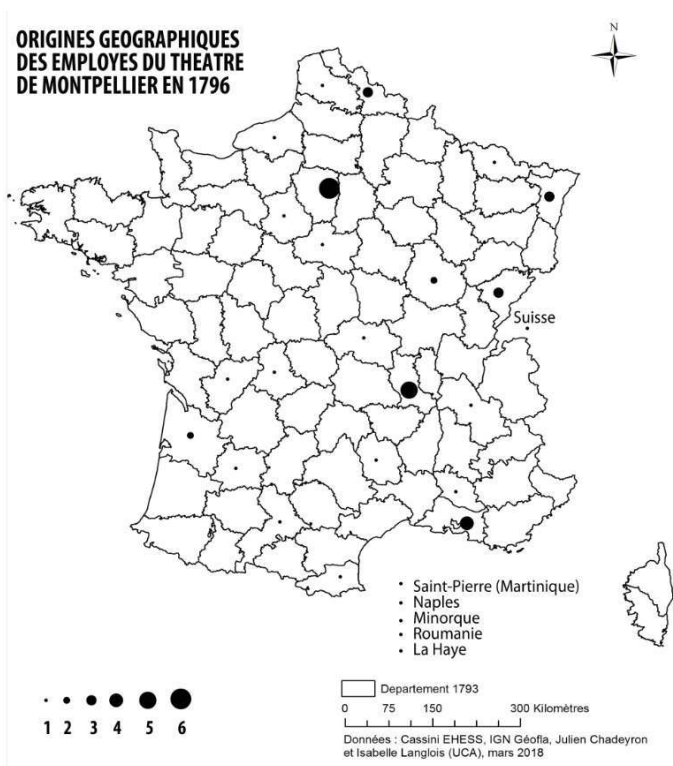 ORIGINES GEOGRAPHIQUES
DES EMPLOYES DU THEATRE
DE MONTPELLIER EN 1796
N
Suisse
Saint-Pierre (Martinique)
Naples
Minorque
Roumanie
La Haye
1 2 3 4 5 6
Departement 1793
0 75 150 300 Kilomètres
Données : Cassini EHESS, IGN Géofla, Julien Chadeyron
et Isabelle Langlois (UCA), mars 2018